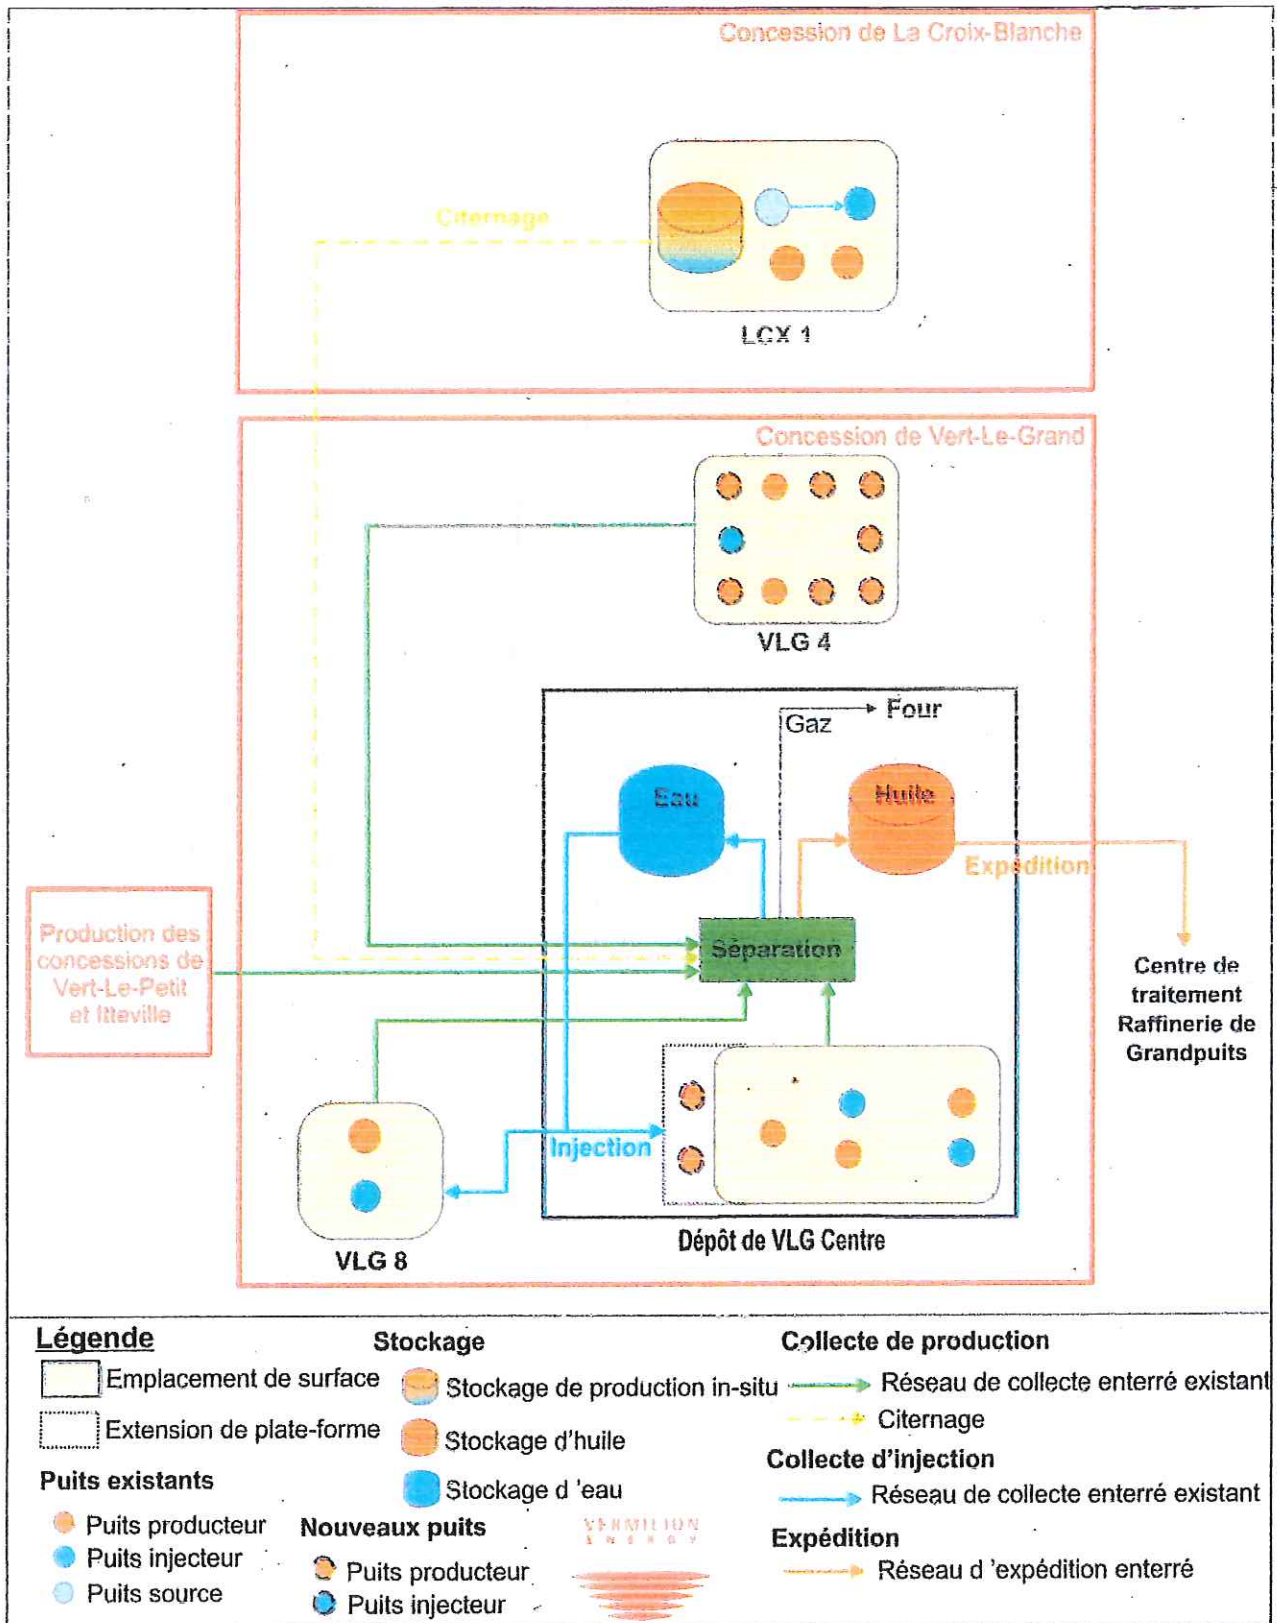 Concession de La Croix-Blanche
Citernage
LCX 1
Concession de Vert-Le-Grand
VLG 4
Gaz
Four
Eau
Huile
Expédition
Séparation
Production des
concessions de
Vert-Le-Petit
et Itteville
Centre de
traitement
Raffinerie de
Grandpuits
Injection
VLG 8
Dépôt de VLG Centre
Légende
Emplacement de surface
Extension de plate-forme
Puits existants
Puits producteur
Puits injecteur
Puits source
Stockage
Stockage de production in-situ
Stockage d'huile
Stockage d 'eau
Nouveaux puits
Puits producteur
Puits injecteur
VERMILION
ENERGY
Collecte de production
Réseau de collecte enterré existant
Citernage
Collecte d'injection
Réseau de collecte enterré existant
Expédition
Réseau d 'expédition enterré